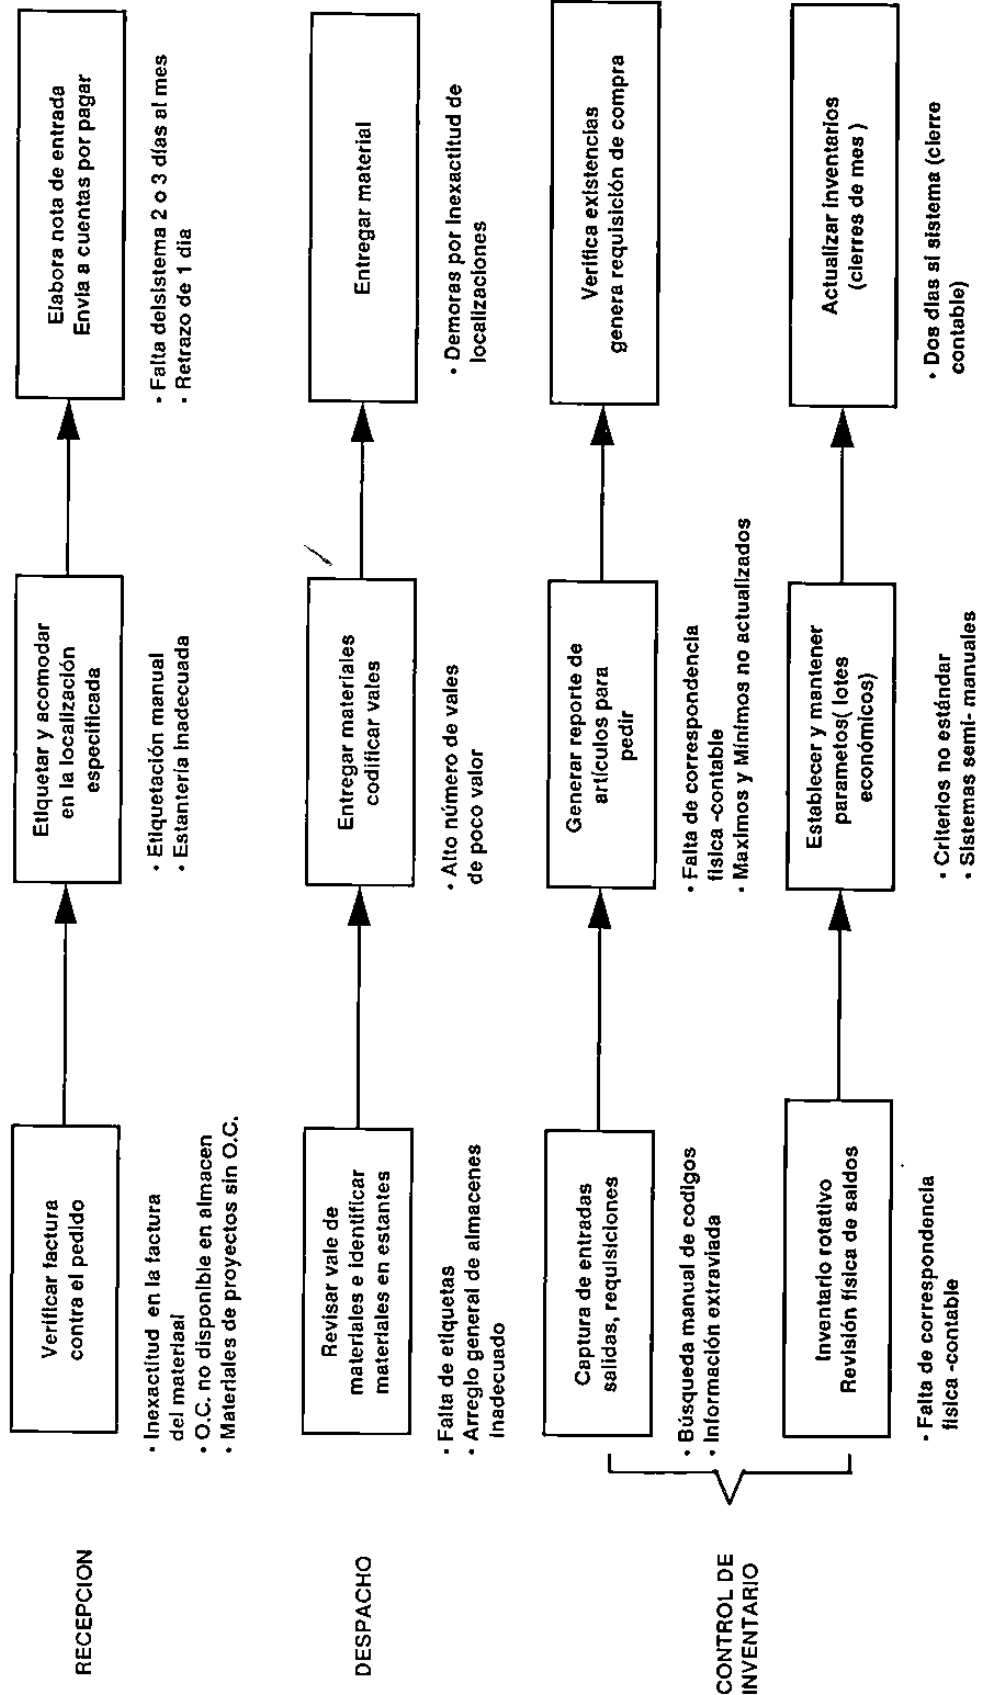 RECEPCION
Verificar factura
contra el pedido
• Inexactitud en la factura
del materiaal
• O.C. no disponible en almacen
• Materiales de proyectos sin O.C.
Etiquetar y acomodar
en la localización
especificada
• Etiquetación manual
• Estantería inadecuada
Elabora nota de entrada
Envia a cuentas por pagar
• Falta delsistema 2 o 3 días al mes
• Retrazo de 1 dia
DESPACHO
Revisar vale de
materiales e identificar
materiales en estantes
• Falta de etiquetas
• Arreglo general de almacenes
inadecuado
Entregar materiales
codificar vales
• Alto número de vales
de poco valor
Entregar material
• Demoras por inexactitud de
localizaciones
CONTROL DE
INVENTARIO
Captura de entradas
salidas, requisiciones
• Búsqueda manual de codigos
• Información extraviada
Generar reporte de
artículos para
pedir
• Falta de correspondencia
física -contable
• Maximos y Mínimos no actualizados
Verifica existencias
genera requisición de compra
Inventario rotativo
Revisión física de saldos
• Falta de correspondencia
física -contable
Establecer y mantener
parametos( lotes
económicos)
• Criterios no estándar
• Sistemas semi- manuales
Actualizar inventarios
(cierres de mes )
• Dos dias si sistema (cierre
contable)